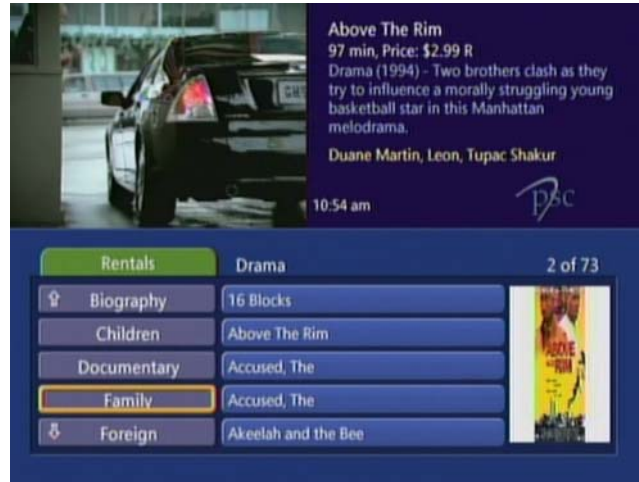 Above The Rim
97 min, Price: $2.99 R
Drama (1994) - Two brothers clash as they
try to influence a morally struggling young
basketball star in this Manhattan
melodrama.
Duane Martin, Leon, Tupac Shakur
10:54 am
psc
Rentals
Drama
2 of 73
Biography
16 Blocks
Children
Above The Rim
Documentary
Accused, The
Family
Accused, The
Foreign
Akeelah and the Bee
ABOVE
RIM